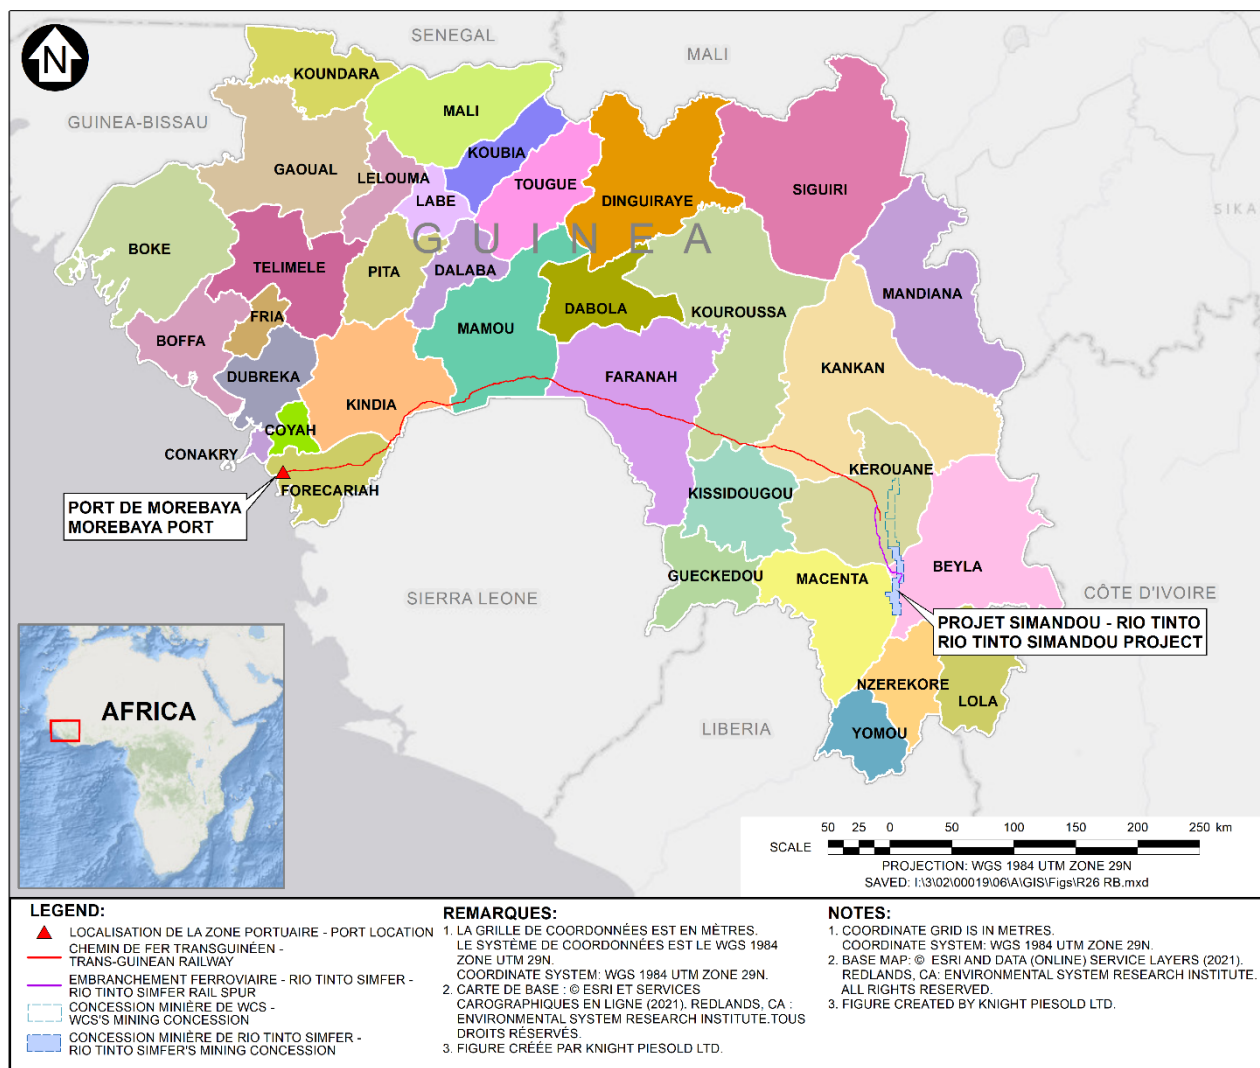 N
SENEGAL
MALI
GUINEA-BISSAU
KOUNDARA
MALI
KOUBIA
GAOUAL
LELOUMA
LABE
TOUGUE
DINGUIRAYE
SIGUIRI
SIKA
GUINEA
BOKE
TELIMELE
PITA
DALABA
MANDIANA
FRIA
BOFFA
MAMOU
DABOLA
KOUROUSSA
DUBREKA
KINDIA
FARANAH
KANKAN
COYAH
CONAKRY
FORECARIAH
KEROUANE
KISSIDOUGOU
PORT DE MOREBAYA
MOREBAYA PORT
GUECKEDOU
MACENTA
BEYLA
SIERRA LEONE
CÔTE D'IVOIRE
PROJET SIMANDOU - RIO TINTO
RIO TINTO SIMANDOU PROJECT
NZEREKORE
LOLA
YOMOU
LIBERIA
AFRICA
50 25 0 50 100 150 200 250 km
SCALE
PROJECTION: WGS 1984 UTM ZONE 29N
SAVED: I:\3\02\00019\06\A\GIS\Figs\R26 RB.mxd
LEGEND:
LOCALISATION DE LA ZONE PORTUAIRE - PORT LOCATION
CHEMIN DE FER TRANSGUINÉEN -
TRANS-GUINEAN RAILWAY
EMBRANCHEMENT FERROVIAIRE - RIO TINTO SIMFER -
RIO TINTO SIMFER RAIL SPUR
CONCESSION MINIÈRE DE WCS -
WCS'S MINING CONCESSION
CONCESSION MINIÈRE DE RIO TINTO SIMFER -
RIO TINTO SIMFER'S MINING CONCESSION
REMARQUES:
1. LA GRILLE DE COORDONNÉES EST EN MÈTRES.
LE SYSTÈME DE COORDONNÉES EST LE WGS 1984
ZONE UTM 29N.
COORDINATE SYSTEM: WGS 1984 UTM ZONE 29N.
2. CARTE DE BASE : © ESRI ET SERVICES
CAROGRAPHIQUES EN LIGNE (2021). REDLANDS, CA :
ENVIRONMENTAL SYSTEM RESEARCH INSTITUTE.TOUS
DROITS RÉSERVÉS.
3. FIGURE CRÉÉE PAR KNIGHT PIESOLD LTD.
NOTES:
1. COORDINATE GRID IS IN METRES.
COORDINATE SYSTEM: WGS 1984 UTM ZONE 29N.
2. BASE MAP: © ESRI AND DATA (ONLINE) SERVICE LAYERS (2021).
REDLANDS, CA: ENVIRONMENTAL SYSTEM RESEARCH INSTITUTE.
ALL RIGHTS RESERVED.
3. FIGURE CREATED BY KNIGHT PIESOLD LTD.